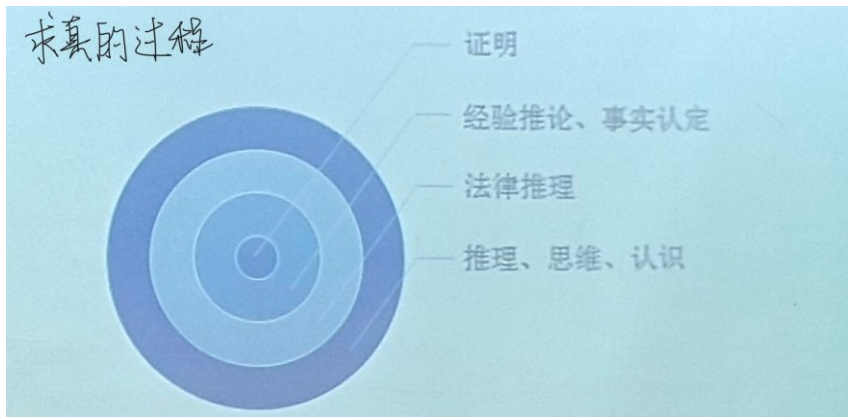 求真的过程
证明
经验推论、事实认定
法律推理
推理、思维、认识